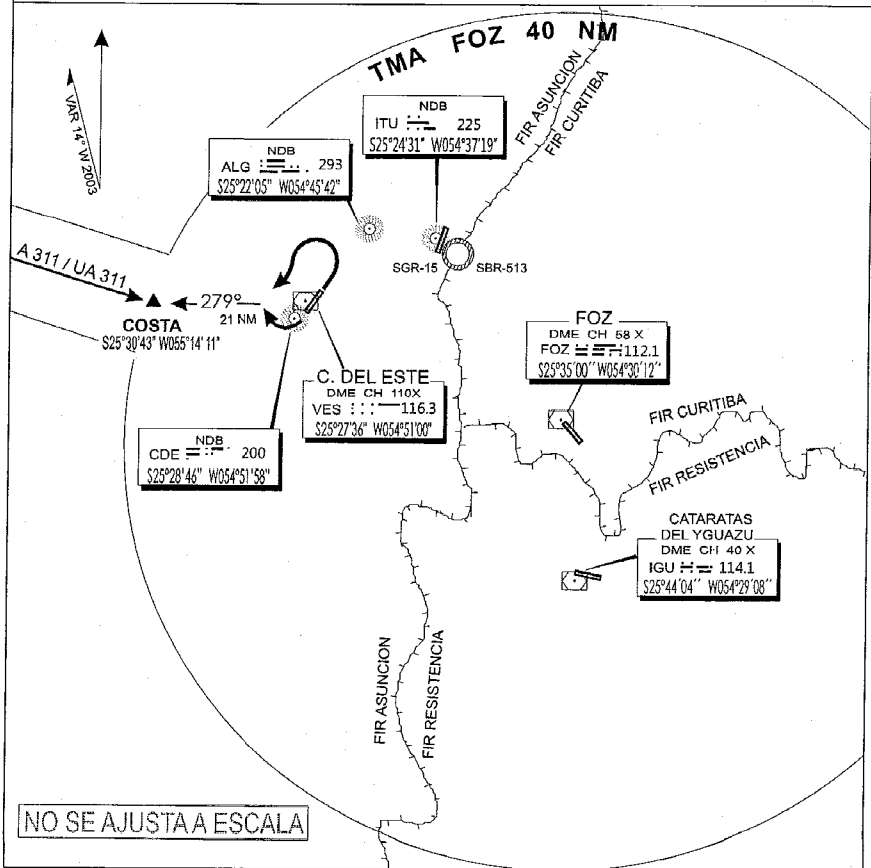 TMA FOZ 40 NM
VAR 14° W 2003
NDB
ITU 225
S25°24'31" W054°37'19"
NDB
ALG 293
S25°22'05" W054°45'42"
FIR ASUNCION
FIR CURITIBA
SGR-15
SBR-513
A 311 / UA 311
279°
21 NM
COSTA
S25°30'43" W055°14'11"
C. DEL ESTE
DME CH 110X
VES 116.3
S25°27'36" W054°51'00"
NDB
CDE 200
S25°28'46" W054°51'58"
FOZ
DME CH 58 X
FOZ 112.1
S25°35'00'' W054°30'12''
FIR CURITIBA
FIR RESISTENCIA
CATARATAS
DEL YGUAZU
DME CH 40 X
IGU 114.1
S25°44'04'' W054°29'08''
FIR ASUNCION
FIR RESISTENCIA
NO SE AJUSTA A ESCALA